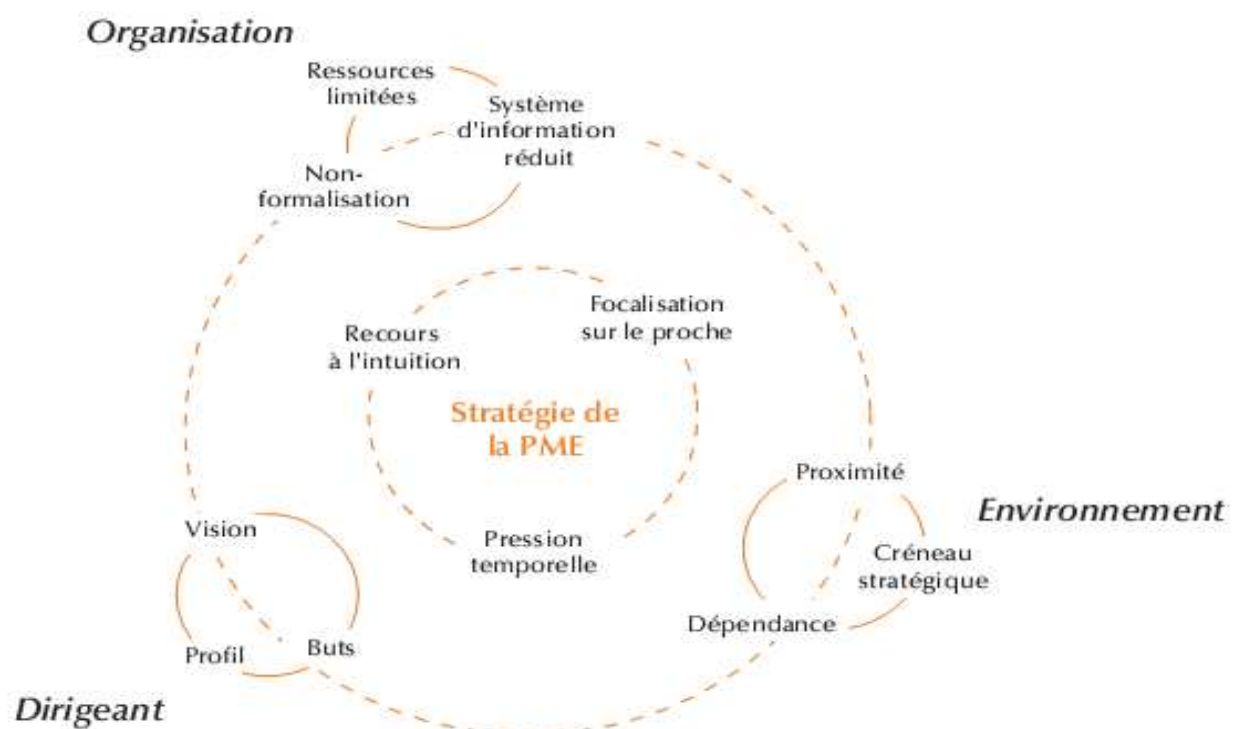 Organisation
Ressources
limitées
Système
d'information
réduit
Non-
formalisation
Focalisation
sur le proche
Recours
à l'intuition
Stratégie de
la PME
Proximité
Environnement
Créneau
stratégique
Dépendance
Pression
temporelle
Vision
Buts
Profil
Dirigeant